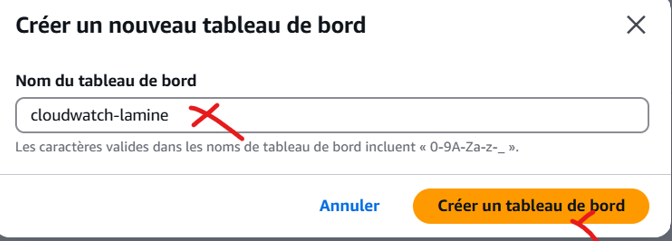 Créer un nouveau tableau de bord
Nom du tableau de bord
cloudwatch-lamine
Les caractères valides dans les noms de tableau de bord incluent « 0-9A-Za-z-_ ».
Annuler Créer un tableau de bord